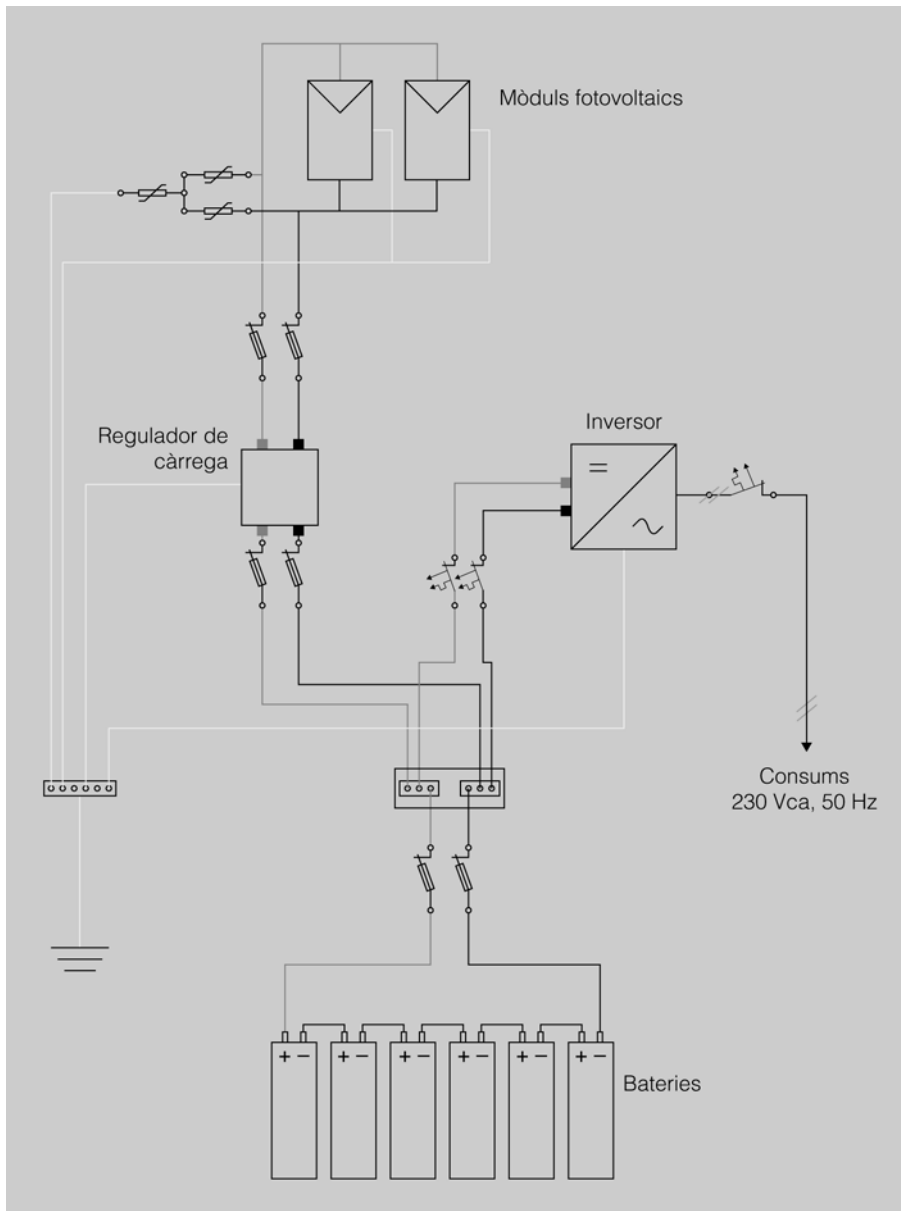 Mòduls fotovoltaics
Regulador de
càrrega
Inversor
Consums
230 Vca, 50 Hz
+ − + − + − + − + − + −
Bateries